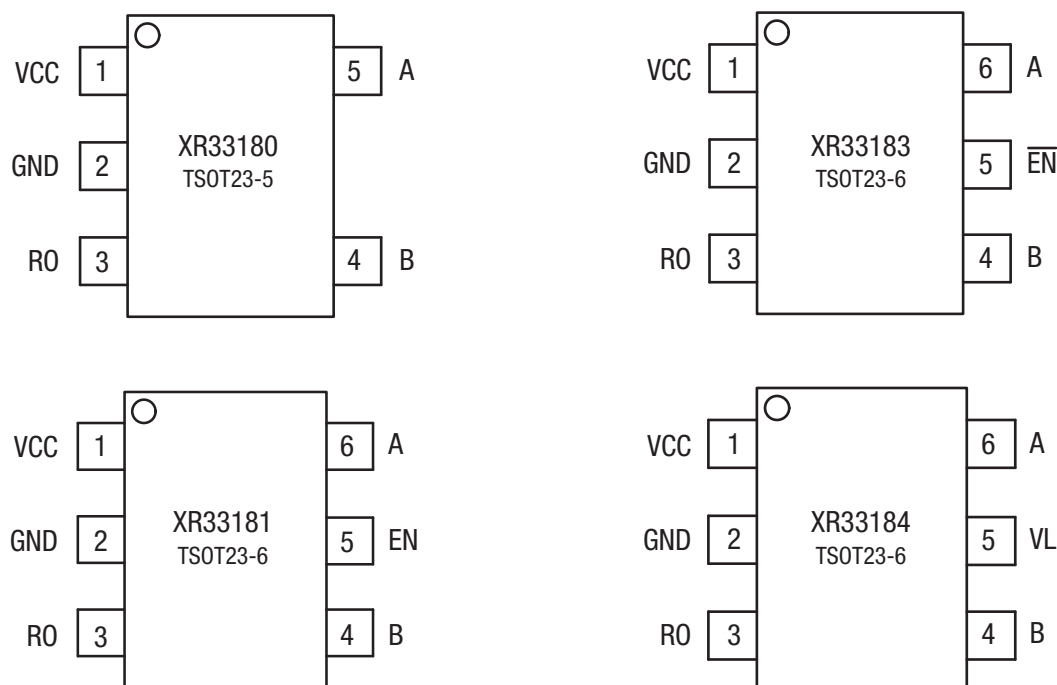 VCC 1
5 A
GND 2
XR33180
TSOT23-5
RO 3
4 B
VCC 1
6 A
GND 2
XR33183
TSOT23-6
5 E̅N̅
RO 3
4 B
VCC 1
6 A
GND 2
XR33181
TSOT23-6
5 EN
RO 3
4 B
VCC 1
6 A
GND 2
XR33184
TSOT23-6
5 VL
RO 3
4 B